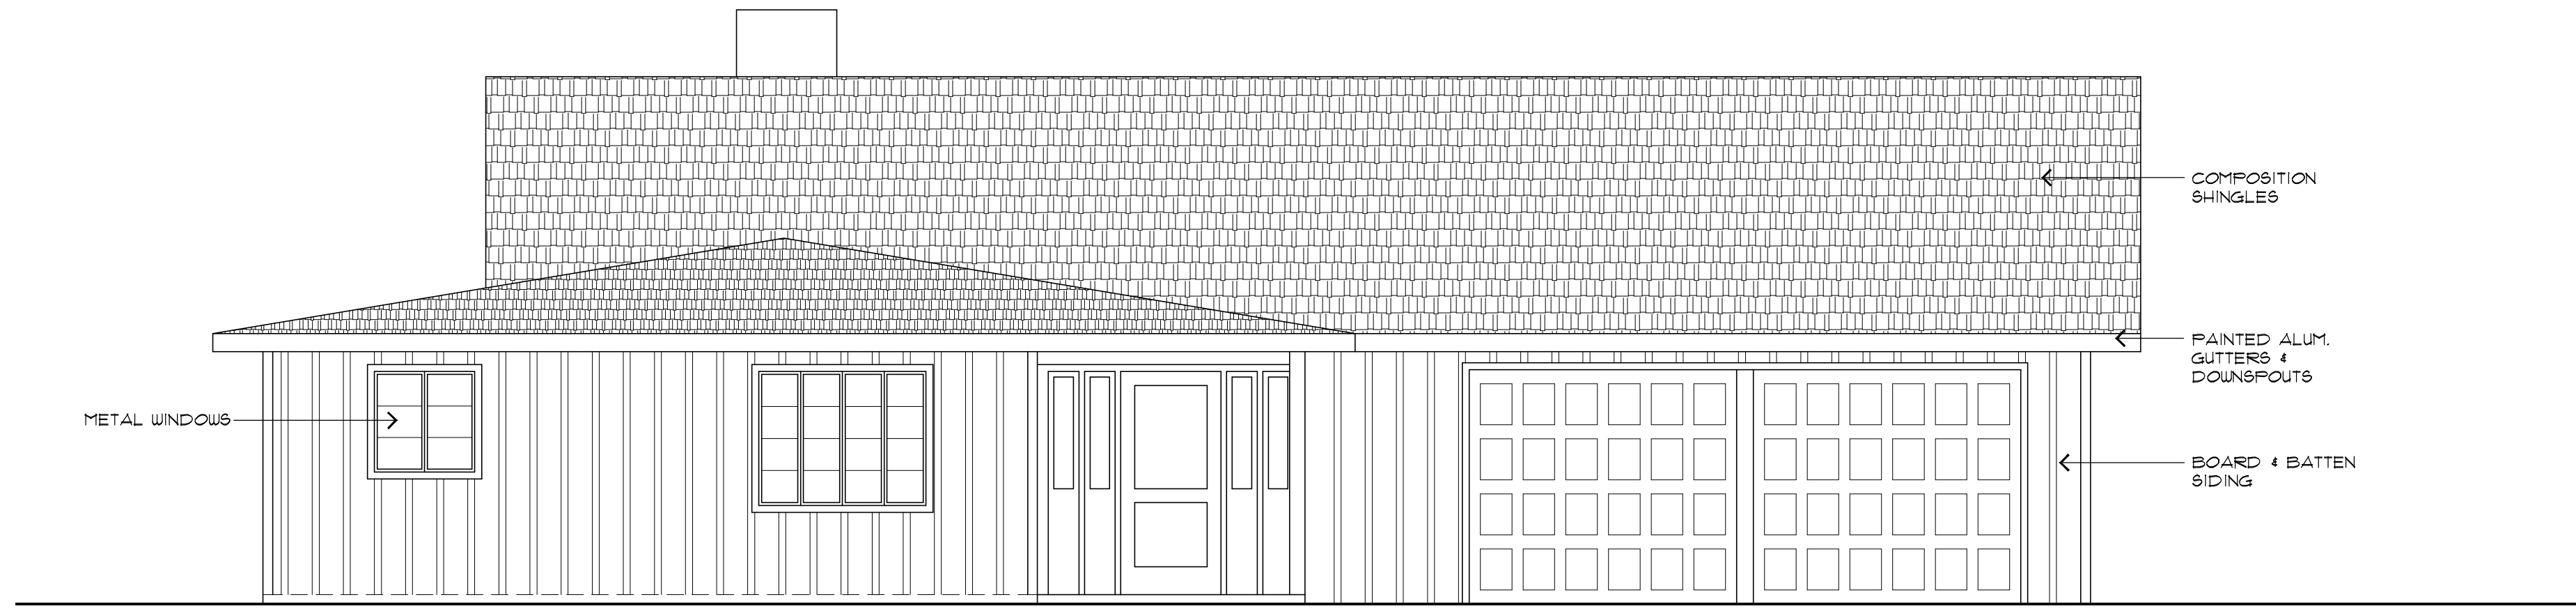 COMPOSITION
SHINGLES
PAINTED ALUM.
GUTTERS &
DOWNSPOUTS
METAL WINDOWS
BOARD & BATTEN
SIDING